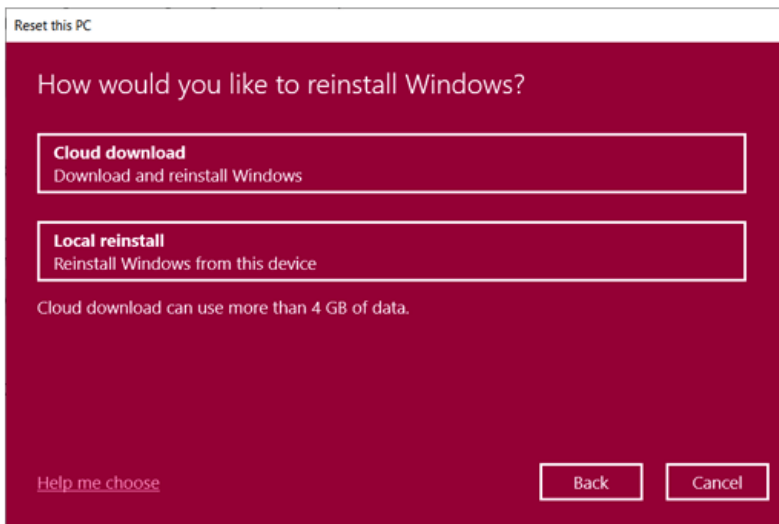 Reset this PC
How would you like to reinstall Windows?
Cloud download
Download and reinstall Windows
Local reinstall
Reinstall Windows from this device
Cloud download can use more than 4 GB of data.
Help me choose
Back
Cancel